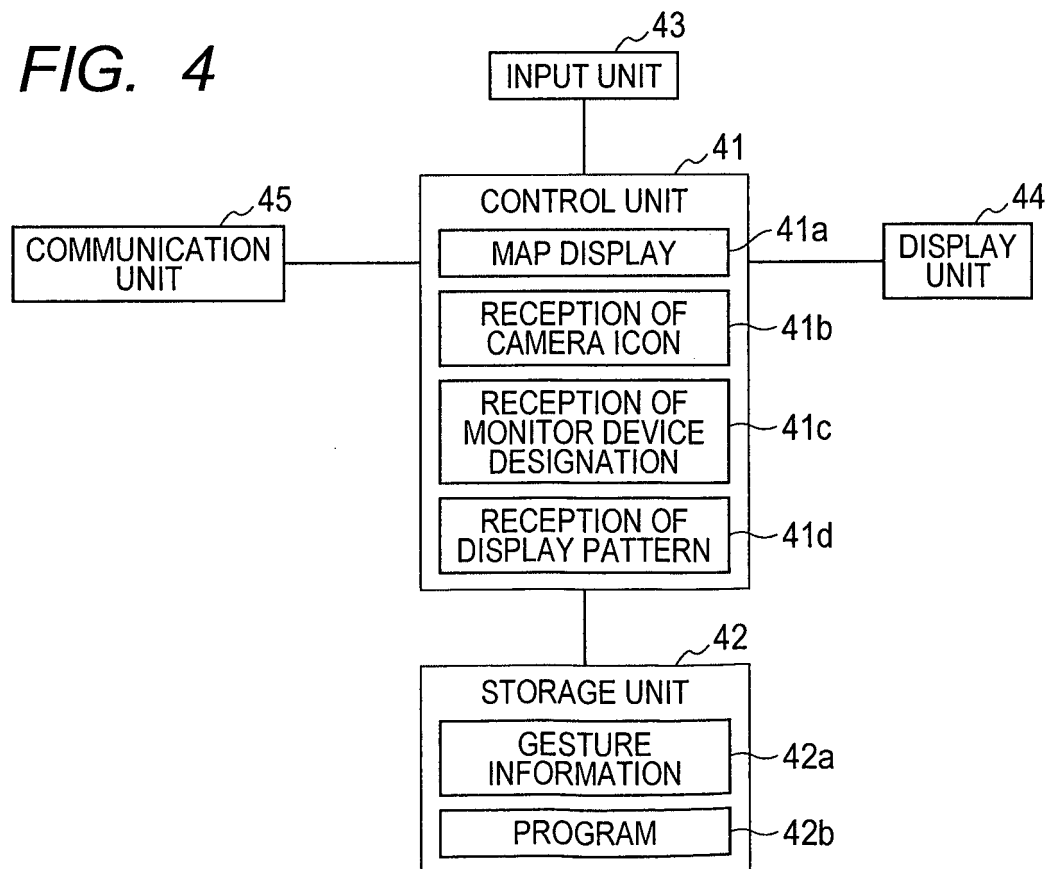 FIG. 4
43
INPUT UNIT
41
CONTROL UNIT
45
COMMUNICATION
UNIT
44
DISPLAY
UNIT
MAP DISPLAY
41a
RECEPTION OF
CAMERA ICON
41b
RECEPTION OF
MONITOR DEVICE
DESIGNATION
41c
RECEPTION OF
DISPLAY PATTERN
41d
42
STORAGE UNIT
GESTURE
INFORMATION
42a
PROGRAM
42b